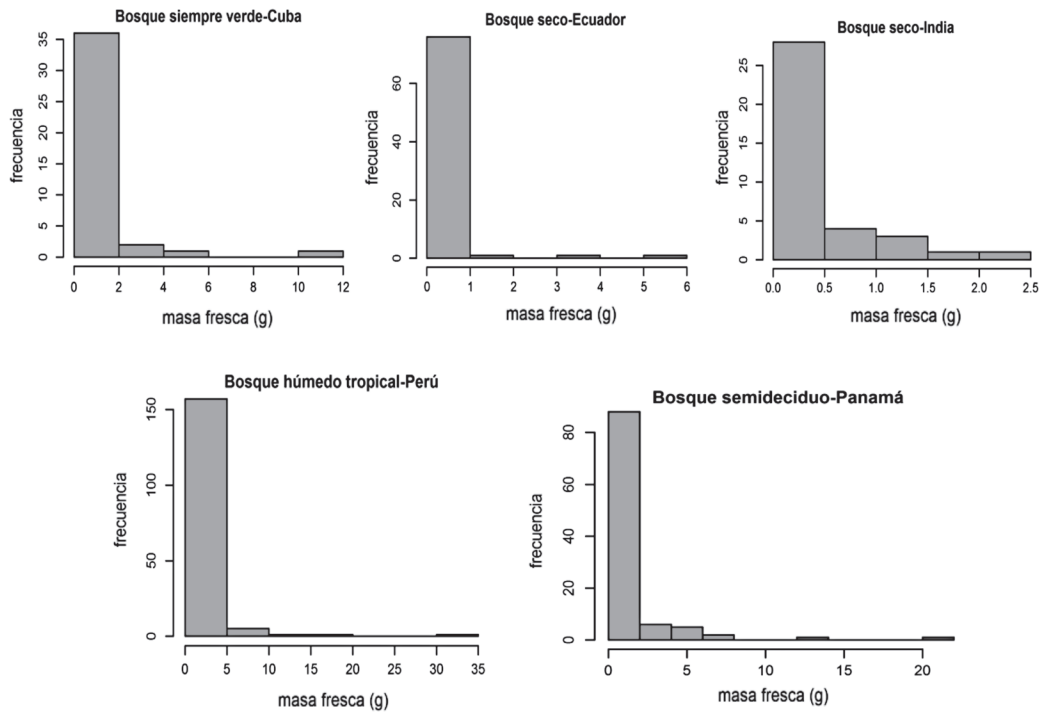 Bosque siempre verde-Cuba
frecuencia
35
30
25
20
15
10
5
0
0 2 4 6 8 10 12
masa fresca (g)
Bosque seco-Ecuador
frecuencia
60
40
20
0
0 1 2 3 4 5 6
masa fresca (g)
Bosque seco-India
frecuencia
25
20
15
10
5
0
0.0 0.5 1.0 1.5 2.0 2.5
masa fresca (g)
Bosque húmedo tropical-Perú
frecuencia
150
100
50
0
0 5 10 15 20 25 30 35
masa fresca (g)
Bosque semideciduo-Panamá
frecuencia
80
60
40
20
0
0 5 10 15 20
masa fresca (g)